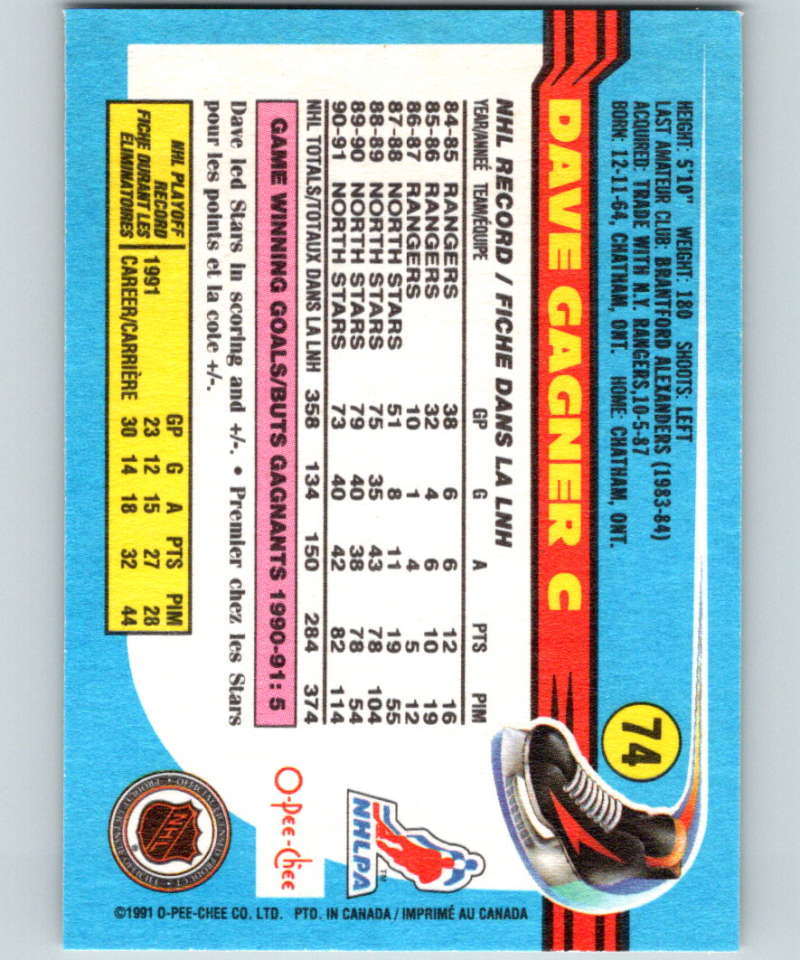 HEIGHT: 5'10" WEIGHT: 180 SHOOTS: LEFT
LAST AMATEUR CLUB: BRANTFORD ALEXANDERS (1983-84)
ACQUIRED: TRADE WITH N.Y. RANGERS, 10-5-87
BORN: 12-11-64, CHATHAM, ONT. HOME: CHATHAM, ONT.
74
DAVE GAGNER C
NHL RECORD / FICHE DANS LA LNH
YEAR/ANNÉE TEAM/ÉQUIPE GP G A PTS PIM
84-85 RANGERS 38 6 6 12 16
85-86 RANGERS 32 4 6 10 19
86-87 RANGERS 10 1 4 5 12
87-88 NORTH STARS 51 8 11 19 55
88-89 NORTH STARS 75 35 43 78 104
89-90 NORTH STARS 79 40 38 78 54
90-91 NORTH STARS 73 40 42 82 114
NHL TOTALS/TOTAUX DANS LA LNH 358 134 150 284 374
GAME WINNING GOALS/BUTS GAGNANTS 1990-91: 5
Dave led Stars in scoring and +/-. • Premier chez les Stars
pour les points et la cote +/-.
NHL PLAYOFF
RECORD
FICHE DURANT LES
ÉLIMINATOIRES
GP G A PTS PIM
1991 23 12 15 27 28
CAREER/CARRIÈRE 30 14 18 32 44
NHLPA
TM
O-Pee-Chee
NHL
©1991 O-PEE-CHEE CO. LTD. PTD. IN CANADA / IMPRIMÉ AU CANADA